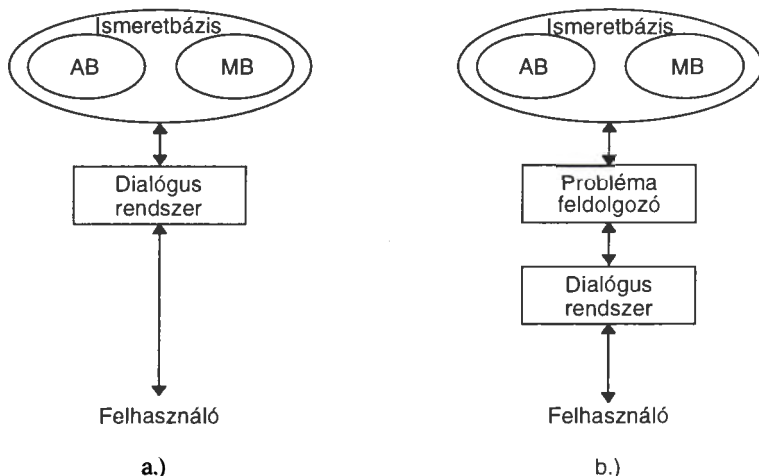 Ismeretbázis
AB
MB
Dialógus
rendszer
Felhasználó
a.)
Ismeretbázis
AB
MB
Probléma
feldolgozó
Dialógus
rendszer
Felhasználó
b.)